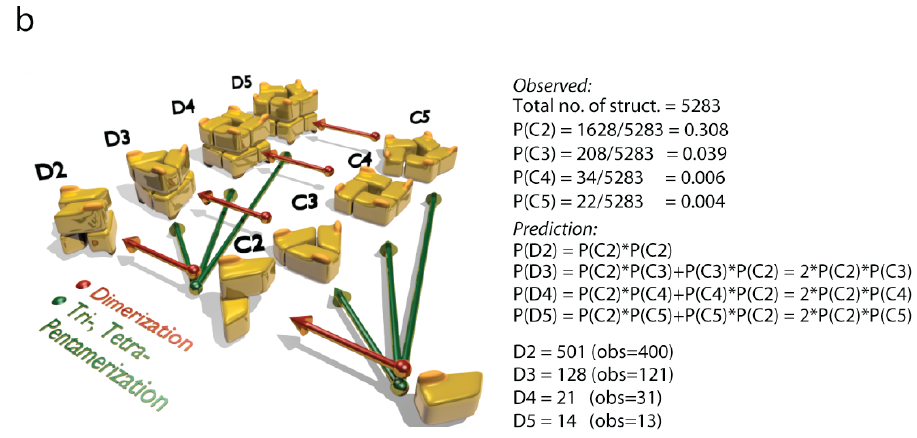 b
D5
D4
C5
D3
C4
D2
C3
C2
Dimerization
Tri-, Tetra-
Pentamerization
Observed:
Total no. of struct. = 5283
P(C2) = 1628/5283 = 0.308
P(C3) = 208/5283 = 0.039
P(C4) = 34/5283 = 0.006
P(C5) = 22/5283 = 0.004
Prediction:
P(D2) = P(C2)*P(C2)
P(D3) = P(C2)*P(C3)+P(C3)*P(C2) = 2*P(C2)*P(C3)
P(D4) = P(C2)*P(C4)+P(C4)*P(C2) = 2*P(C2)*P(C4)
P(D5) = P(C2)*P(C5)+P(C5)*P(C2) = 2*P(C2)*P(C5)
D2 = 501 (obs=400)
D3 = 128 (obs=121)
D4 = 21 (obs=31)
D5 = 14 (obs=13)